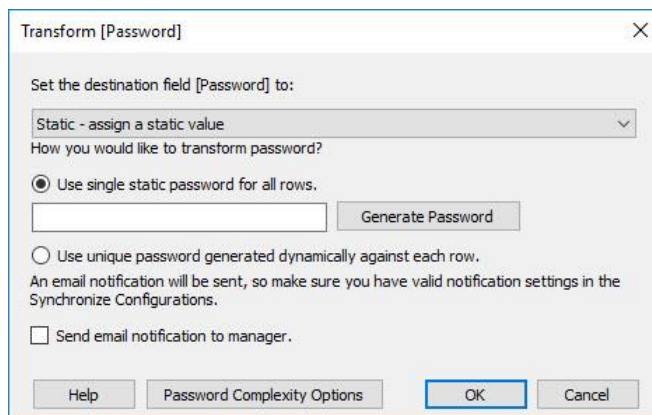 Transform [Password]
Set the destination field [Password] to:
Static - assign a static value
How you would like to transform password?
Use single static password for all rows.
Generate Password
Use unique password generated dynamically against each row.
An email notification will be sent, so make sure you have valid notification settings in the
Synchronize Configurations.
Send email notification to manager.
Help Password Complexity Options OK Cancel